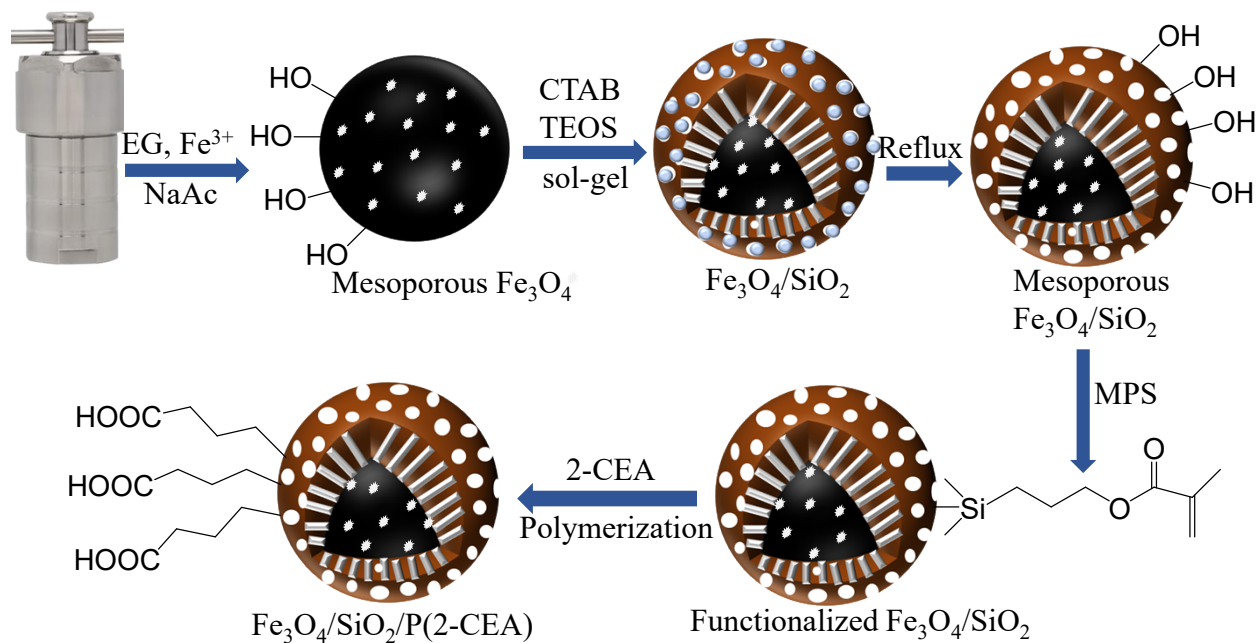 EG, Fe³⁺
NaAc
HO
HO
HO
HO
Mesoporous Fe₃O₄
CTAB
TEOS
sol-gel
Fe₃O₄/SiO₂
Reflux
OH
OH
OH
OH
Mesoporous
Fe₃O₄/SiO₂
MPS
Si
O
O
Functionalized Fe₃O₄/SiO₂
2-CEA
Polymerization
HOOC
HOOC
HOOC
Fe₃O₄/SiO₂/P(2-CEA)